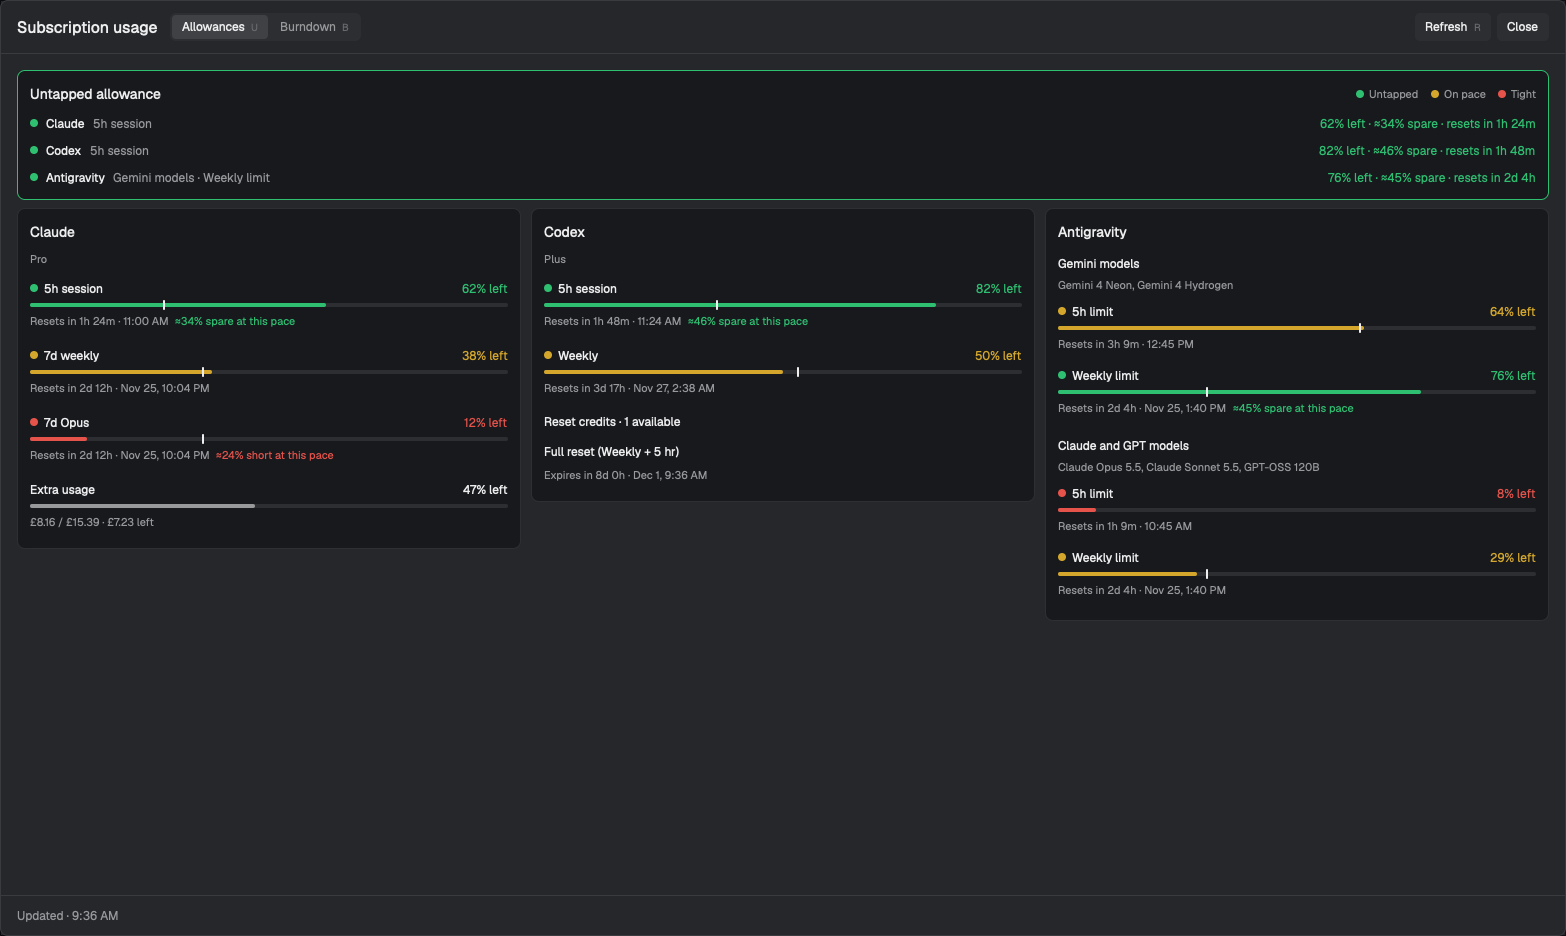 Subscription usage Allowances U Burndown B Refresh R Close
Untapped allowance Untapped On pace Tight
Claude 5h session 62% left · ≈34% spare · resets in 1h 24m
Codex 5h session 82% left · ≈46% spare · resets in 1h 48m
Antigravity Gemini models · Weekly limit 76% left · ≈45% spare · resets in 2d 4h
Claude
Pro
5h session 62% left
Resets in 1h 24m · 11:00 AM ≈34% spare at this pace
7d weekly 38% left
Resets in 2d 12h · Nov 25, 10:04 PM
7d Opus 12% left
Resets in 2d 12h · Nov 25, 10:04 PM ≈24% short at this pace
Extra usage 47% left
£8.16 / £15.39 · £7.23 left
Codex
Plus
5h session 82% left
Resets in 1h 48m · 11:24 AM ≈46% spare at this pace
Weekly 50% left
Resets in 3d 17h · Nov 27, 2:38 AM
Reset credits · 1 available
Full reset (Weekly + 5 hr)
Expires in 8d 0h · Dec 1, 9:36 AM
Antigravity
Gemini models
Gemini 4 Neon, Gemini 4 Hydrogen
5h limit 64% left
Resets in 3h 9m · 12:45 PM
Weekly limit 76% left
Resets in 2d 4h · Nov 25, 1:40 PM ≈45% spare at this pace
Claude and GPT models
Claude Opus 5.5, Claude Sonnet 5.5, GPT-OSS 120B
5h limit 8% left
Resets in 1h 9m · 10:45 AM
Weekly limit 29% left
Resets in 2d 4h · Nov 25, 1:40 PM
Updated · 9:36 AM